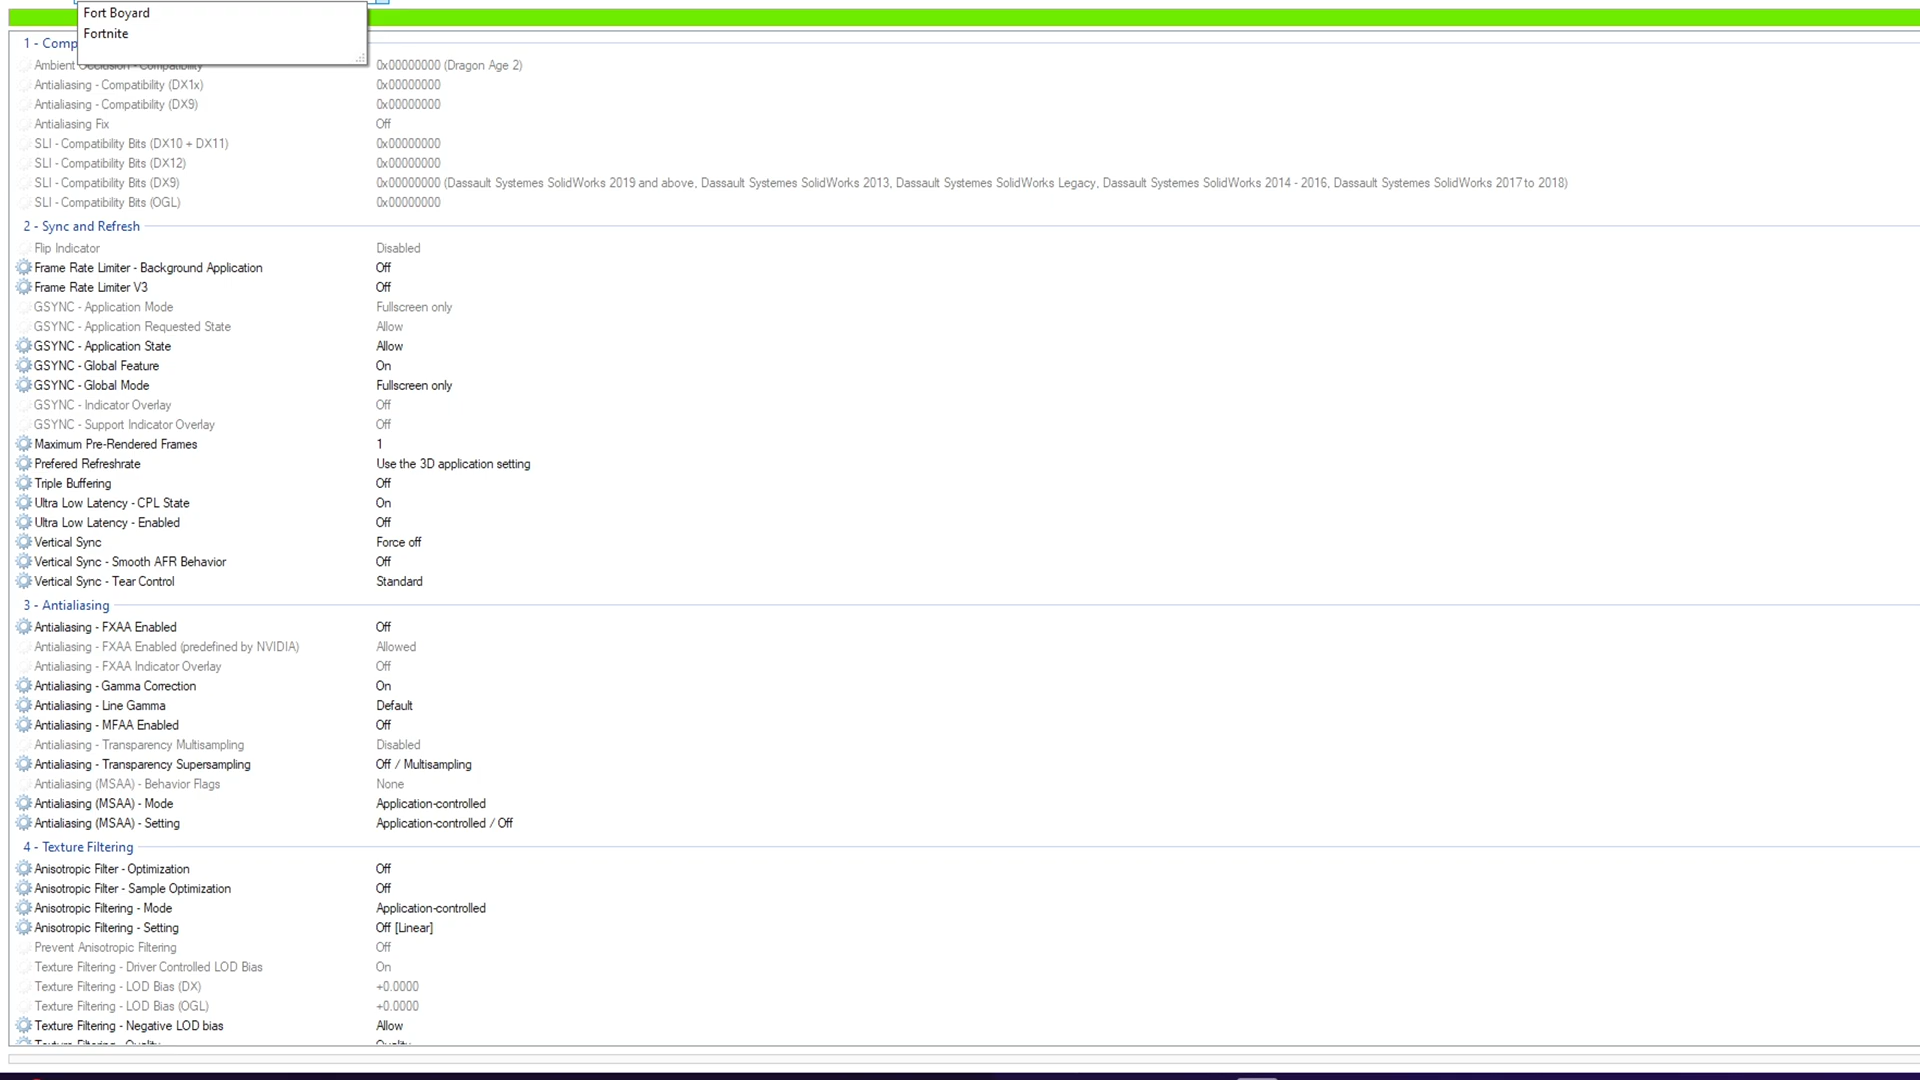 Fort Boyard
Fortnite
1 - Comp
Ambient Occlusion - Compatibility 0x00000000 (Dragon Age 2)
Antialiasing - Compatibility (DX1x) 0x00000000
Antialiasing - Compatibility (DX9) 0x00000000
Antialiasing Fix Off
SLI - Compatibility Bits (DX10 + DX11) 0x00000000
SLI - Compatibility Bits (DX12) 0x00000000
SLI - Compatibility Bits (DX9) 0x00000000 (Dassault Systemes SolidWorks 2019 and above, Dassault Systemes SolidWorks 2013, Dassault Systemes SolidWorks Legacy, Dassault Systemes SolidWorks 2014 - 2016, Dassault Systemes SolidWorks 2017 to 2018)
SLI - Compatibility Bits (OGL) 0x00000000
2 - Sync and Refresh
Flip Indicator Disabled
Frame Rate Limiter - Background Application Off
Frame Rate Limiter V3 Off
GSYNC - Application Mode Fullscreen only
GSYNC - Application Requested State Allow
GSYNC - Application State Allow
GSYNC - Global Feature On
GSYNC - Global Mode Fullscreen only
GSYNC - Indicator Overlay Off
GSYNC - Support Indicator Overlay Off
Maximum Pre-Rendered Frames 1
Prefered Refreshrate Use the 3D application setting
Triple Buffering Off
Ultra Low Latency - CPL State On
Ultra Low Latency - Enabled Off
Vertical Sync Force off
Vertical Sync - Smooth AFR Behavior Off
Vertical Sync - Tear Control Standard
3 - Antialiasing
Antialiasing - FXAA Enabled Off
Antialiasing - FXAA Enabled (predefined by NVIDIA) Allowed
Antialiasing - FXAA Indicator Overlay Off
Antialiasing - Gamma Correction On
Antialiasing - Line Gamma Default
Antialiasing - MFAA Enabled Off
Antialiasing - Transparency Multisampling Disabled
Antialiasing - Transparency Supersampling Off / Multisampling
Antialiasing (MSAA) - Behavior Flags None
Antialiasing (MSAA) - Mode Application-controlled
Antialiasing (MSAA) - Setting Application-controlled / Off
4 - Texture Filtering
Anisotropic Filter - Optimization Off
Anisotropic Filter - Sample Optimization Off
Anisotropic Filtering - Mode Application-controlled
Anisotropic Filtering - Setting Off [Linear]
Prevent Anisotropic Filtering Off
Texture Filtering - Driver Controlled LOD Bias On
Texture Filtering - LOD Bias (DX) +0.0000
Texture Filtering - LOD Bias (OGL) +0.0000
Texture Filtering - Negative LOD bias Allow
Texture Filtering - Quality Quality